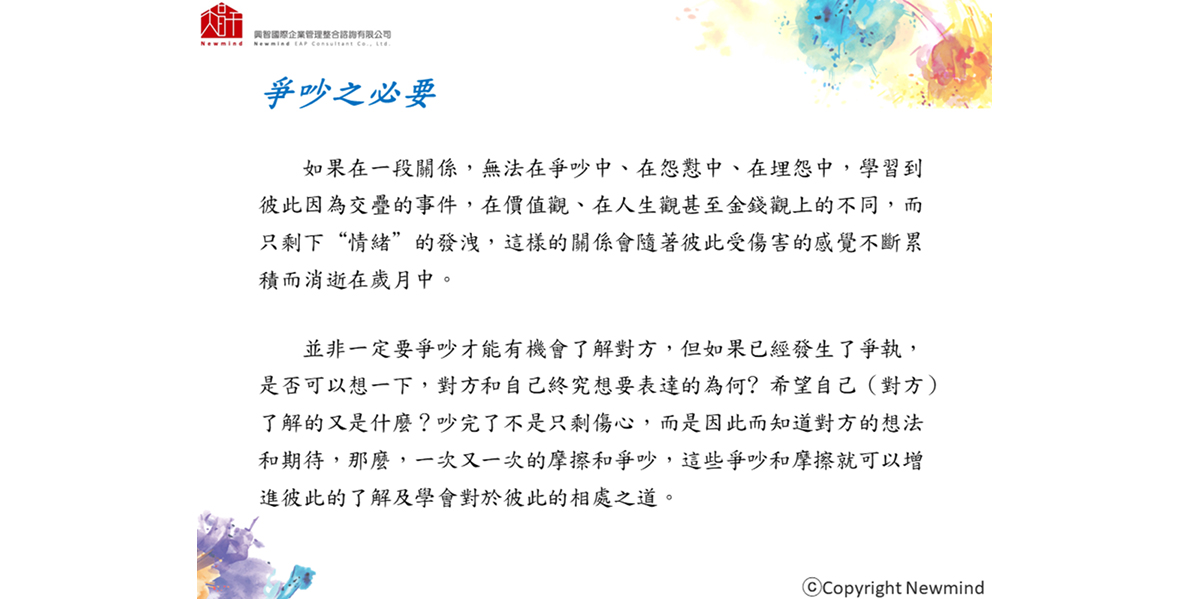 Newmind
興智國際企業管理整合諮詢有限公司
Newmind EAP Consultant Co., Ltd.
爭吵之必要
如果在一段關係，無法在爭吵中、在怨懟中、在埋怨中，學習到
彼此因為交疊的事件，在價值觀、在人生觀甚至金錢觀上的不同，而
只剩下“情緒”的發洩，這樣的關係會隨著彼此受傷害的感覺不斷累
積而消逝在歲月中。
並非一定要爭吵才能有機會了解對方，但如果已經發生了爭執，
是否可以想一下，對方和自己終究想要表達的為何？希望自己（對方）
了解的又是什麼？吵完了不是只剩傷心，而是因此而知道對方的想法
和期待，那麼，一次又一次的摩擦和爭吵，這些爭吵和摩擦就可以增
進彼此的了解及學會對於彼此的相處之道。
ⓒCopyright Newmind